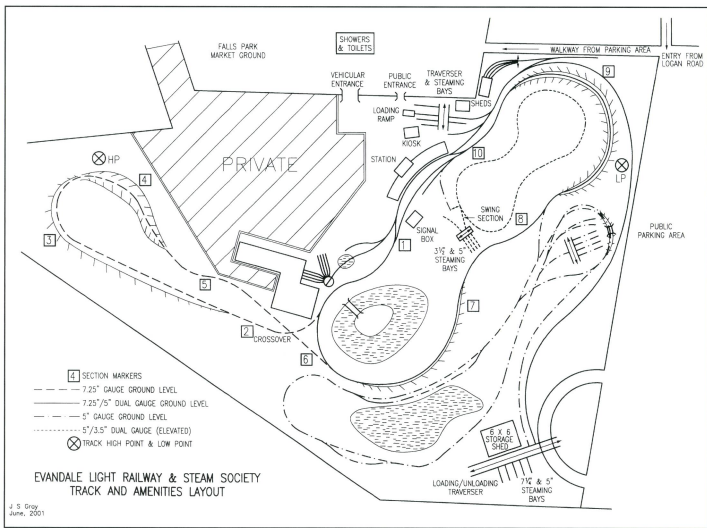 SHOWERS
& TOILETS
FALLS PARK
MARKET GROUND
WALKWAY FROM PARKING AREA
ENTRY FROM
LOGAN ROAD
VEHICULAR
ENTRANCE
PUBLIC
ENTRANCE
TRAVERSER
& STEAMING
BAYS
9
SHEDS
LOADING
RAMP
KIOSK
PRIVATE
HP
STATION
10
LP
4
SWING
SECTION
8
SIGNAL
BOX
PUBLIC
PARKING AREA
3
1
3½" & 5"
STEAMING
BAYS
5
7
2
CROSSOVER
6
4 SECTION MARKERS
7.25" GAUGE GROUND LEVEL
7.25"/5" DUAL GAUGE GROUND LEVEL
5" GAUGE GROUND LEVEL
5"/3.5" DUAL GAUGE (ELEVATED)
TRACK HIGH POINT & LOW POINT
6 X 6
STORAGE
SHED
EVANDALE LIGHT RAILWAY & STEAM SOCIETY
TRACK AND AMENITIES LAYOUT
LOADING/UNLOADING
TRAVERSER
7¼" & 5"
STEAMING
BAYS
J S Gray
June, 2001